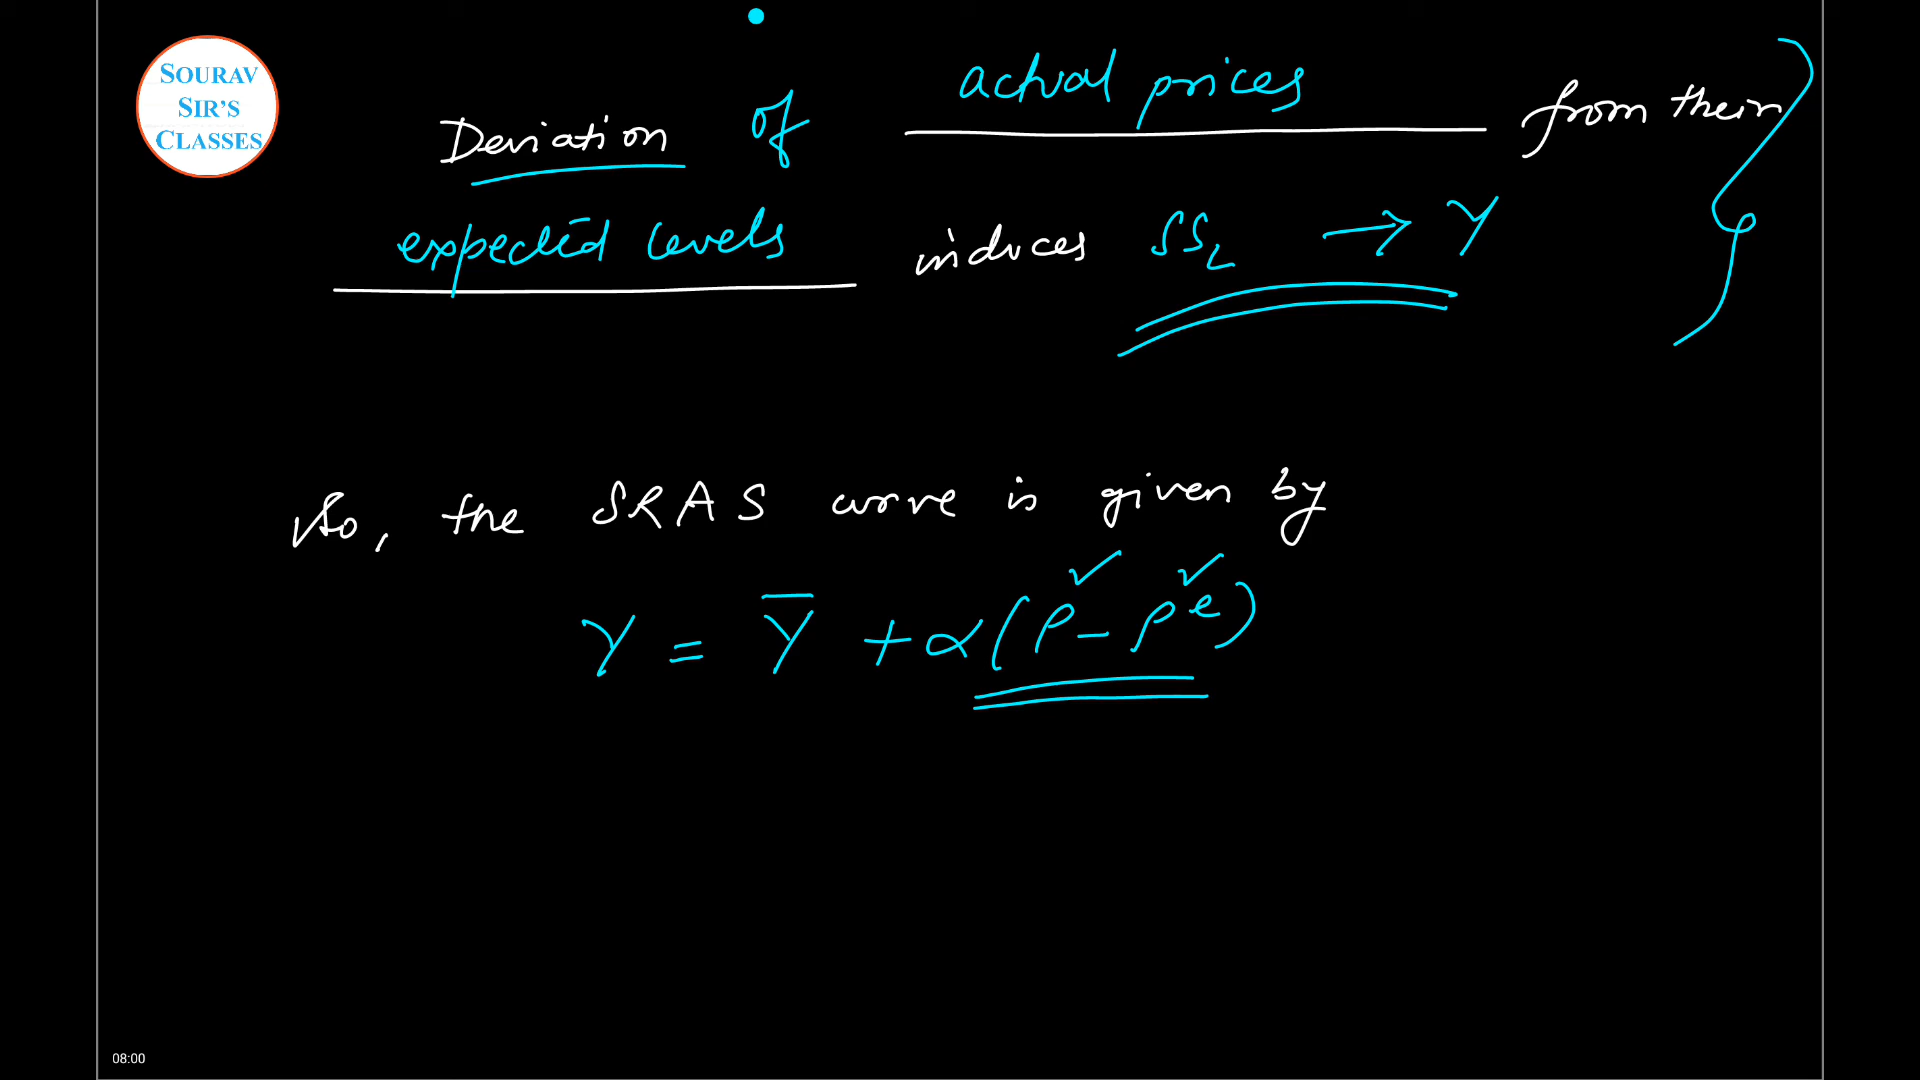 SOURAV
SIR'S
CLASSES
Deviation of actual prices from their
expected levels induces SS_L → Y
So, the SRAS curve is given by
Y = Ȳ + α(P - P^e)
08:00